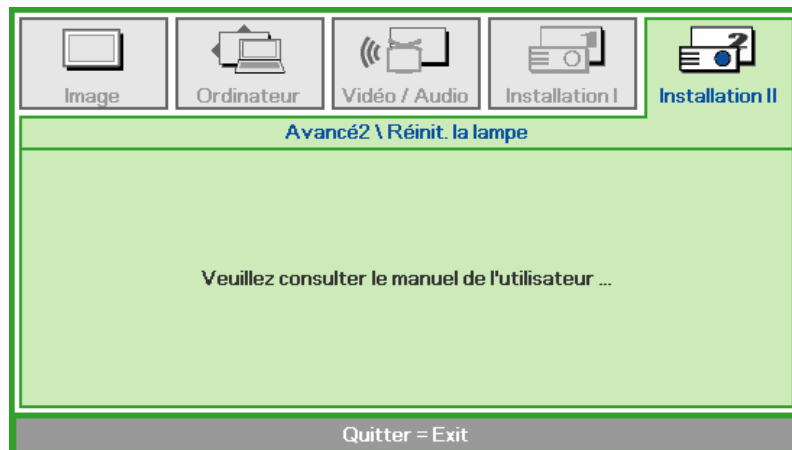 Image
Ordinateur
Vidéo / Audio
Installation I
Installation II
Avancé2 \ Réinit. la lampe
Veuillez consulter le manuel de l'utilisateur ...
Quitter = Exit